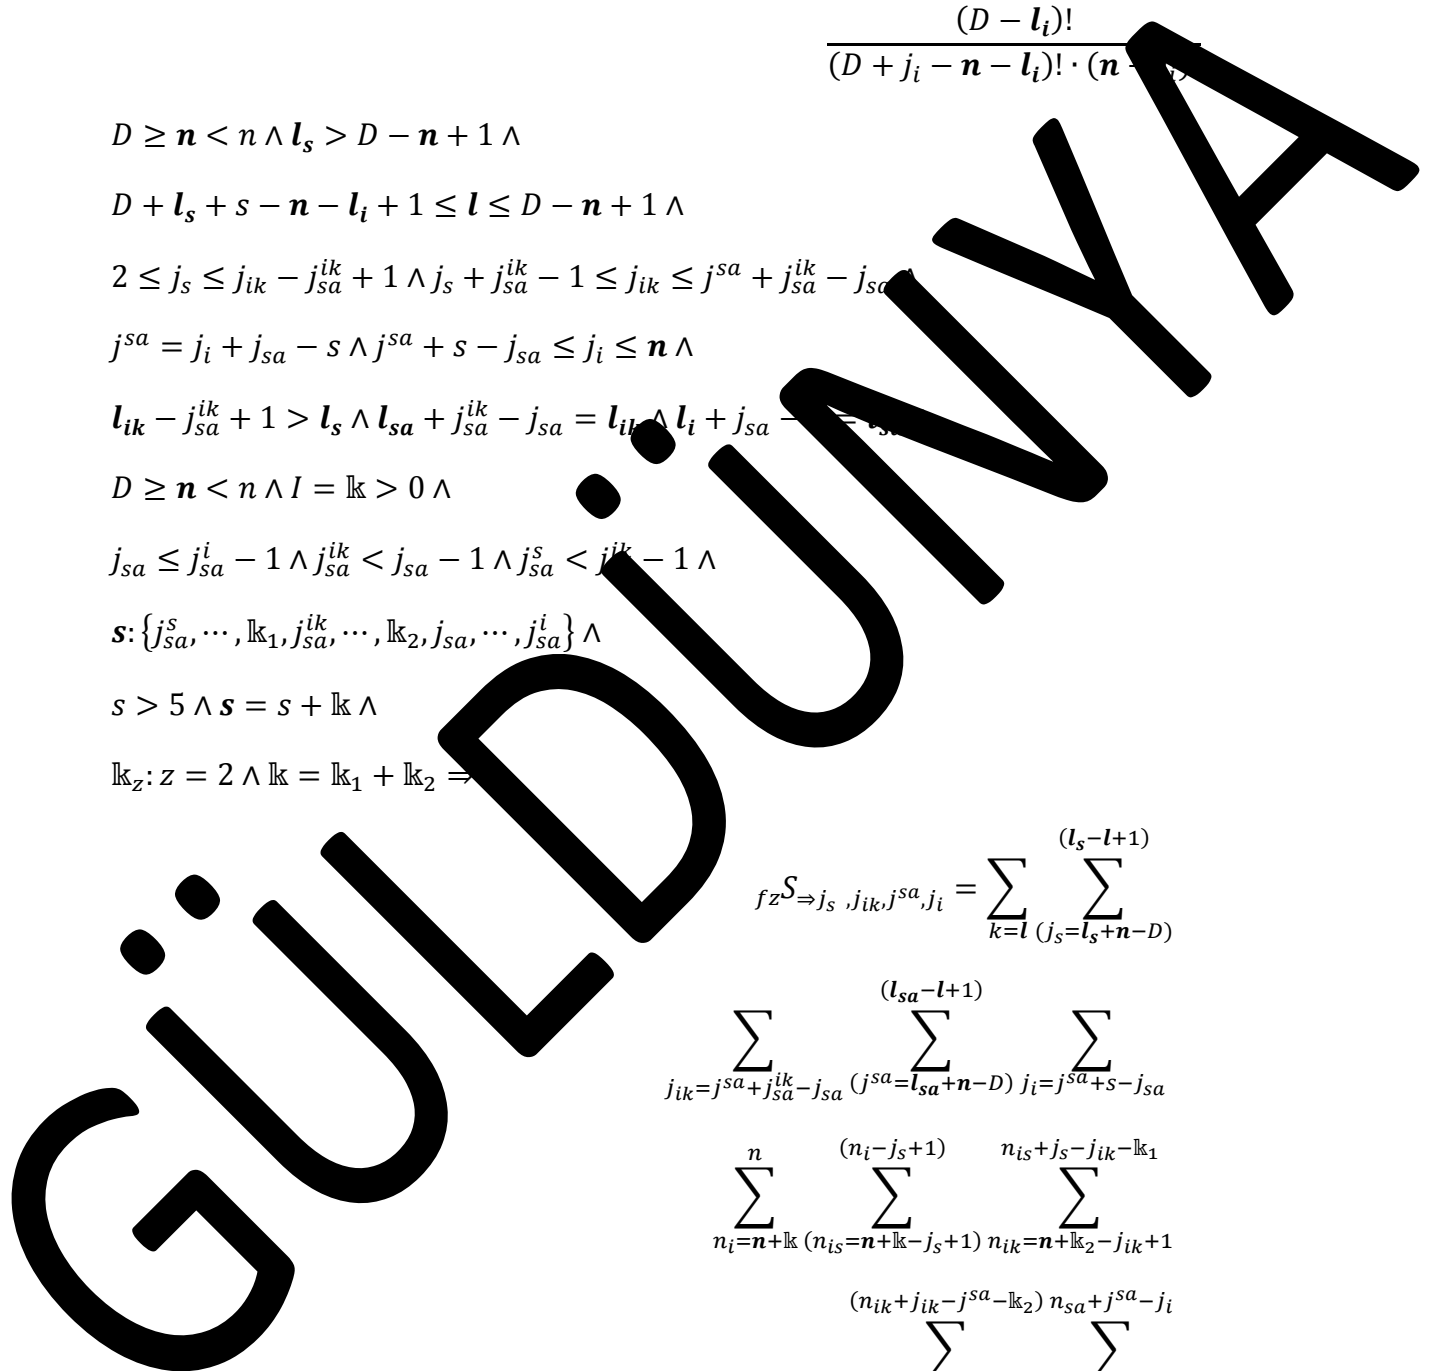 (D − l_i)!
(D + j_i − n − l_i)! · (n
D ≥ n < n ∧ l_s > D − n + 1 ∧
D + l_s + s − n − l_i + 1 ≤ l ≤ D − n + 1 ∧
2 ≤ j_s ≤ j_ik − j_sa^ik + 1 ∧ j_s + j_sa^ik − 1 ≤ j_ik ≤ j^sa + j_sa^ik − j_sa ∧
j^sa = j_i + j_sa − s ∧ j^sa + s − j_sa ≤ j_i ≤ n ∧
l_ik − j_sa^ik + 1 > l_s ∧ l_sa + j_sa^ik − j_sa = l_ik ∧ l_i + j_sa − = l_sa
D ≥ n < n ∧ I = 𝕜 > 0 ∧
j_sa ≤ j_sa^i − 1 ∧ j_sa^ik < j_sa − 1 ∧ j_sa^s < j^ik − 1 ∧
s: {j_sa^s, ⋯, 𝕜_1, j_sa^ik, ⋯, 𝕜_2, j_sa, ⋯, j_sa^i} ∧
s > 5 ∧ s = s + 𝕜 ∧
𝕜_z: z = 2 ∧ 𝕜 = 𝕜_1 + 𝕜_2 ⇒
(l_s−l+1)
fzS⇒j_s ,j_ik,j^sa,j_i = ∑ ∑
k=l (j_s=l_s+n−D)
(l_sa−l+1)
∑ ∑ ∑
j_ik=j^sa+j_sa^ik−j_sa (j^sa=l_sa+n−D) j_i=j^sa+s−j_sa
n (n_i−j_s+1) n_is+j_s−j_ik−𝕜_1
∑ ∑ ∑
n_i=n+𝕜 (n_is=n+𝕜−j_s+1) n_ik=n+𝕜_2−j_ik+1
(n_ik+j_ik−j^sa−𝕜_2) n_sa+j^sa−j_i
∑ ∑
GÜLDÜNYA